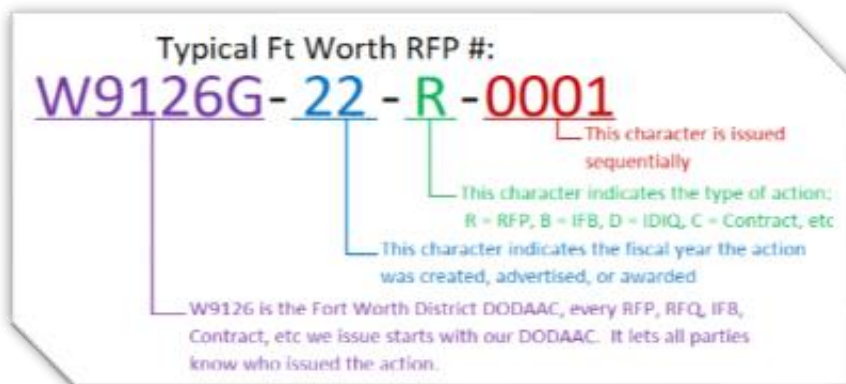 Typical Ft Worth RFP #:
W9126G - 22 - R - 0001
This character is issued
sequentially
This character indicates the type of action:
R = RFP, B = IFB, D = IDIQ, C = Contract, etc
This character indicates the fiscal year the action
was created, advertised, or awarded
W9126 is the Fort Worth District DODAAC, every RFP, RFQ, IFB,
Contract, etc we issue starts with our DODAAC. It lets all parties
know who issued the action.